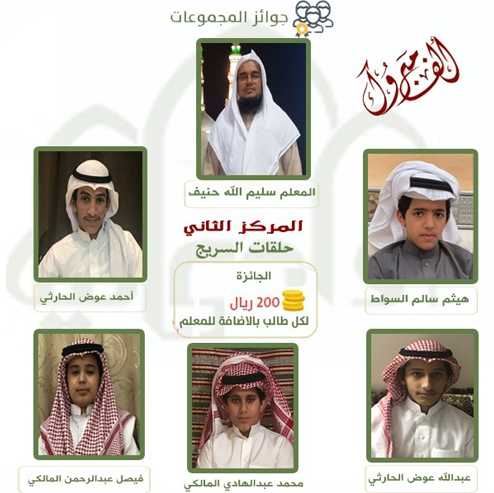 جوائز المجموعات
ألف مبروك
المعلم سليم الله حنيف
المركز الثاني
حلقات السريج
أحمد عوض الحارثي
هيثم سالم السواط
الجائزة
200 ريال
لكل طالب بالاضافة للمعلم
فيصل عبدالرحمن المالكي
محمد عبدالهادي المالكي
عبدالله عوض الحارثي